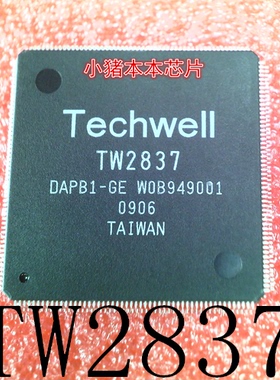 小猪本本芯片
Techwell
TW2837
DAPB1-GE W0B949001
0906
TAIWAN
TW2837